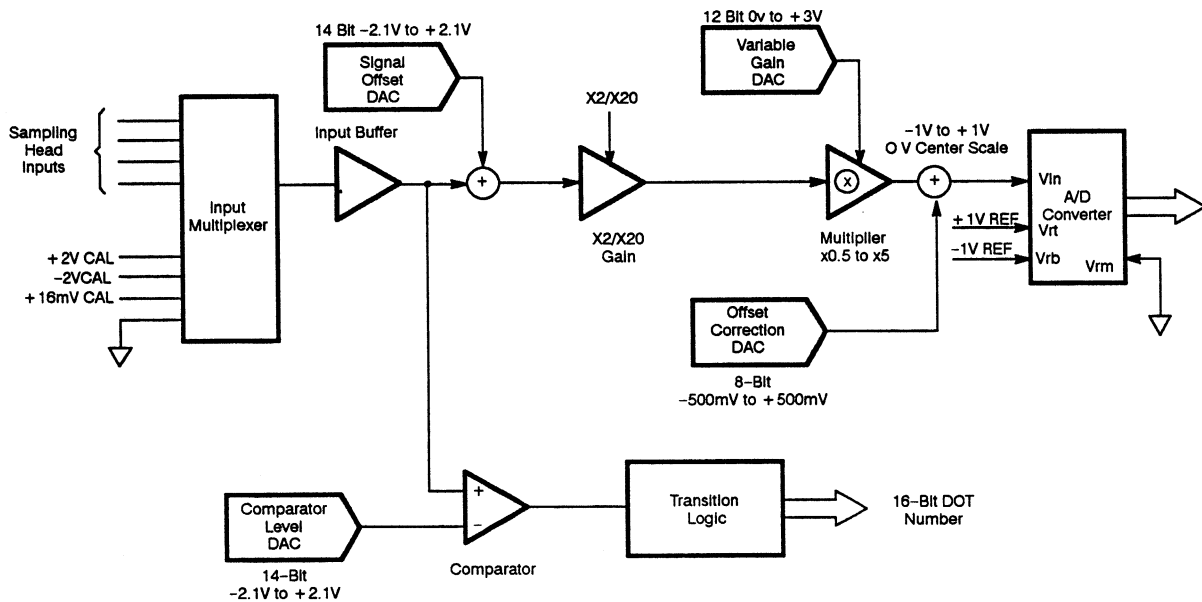 14 Bit -2.1V to +2.1V
Signal
Offset
DAC
12 Bit 0v to +3V
Variable
Gain
DAC
X2/X20
Sampling
Head
Inputs
Input Buffer
+
-1V to +1V
O V Center Scale
Input
Multiplexer
X
+
Vin
A/D
Converter
+1V REF
Vrt
-1V REF
Vrb
Vrm
X2/X20
Gain
Multiplier
x0.5 to x5
+2V CAL
-2VCAL
+16mV CAL
Offset
Correction
DAC
8-Bit
-500mV to +500mV
Comparator
Level
DAC
14-Bit
-2.1V to +2.1V
+
-
Comparator
Transition
Logic
16-Bit DOT
Number